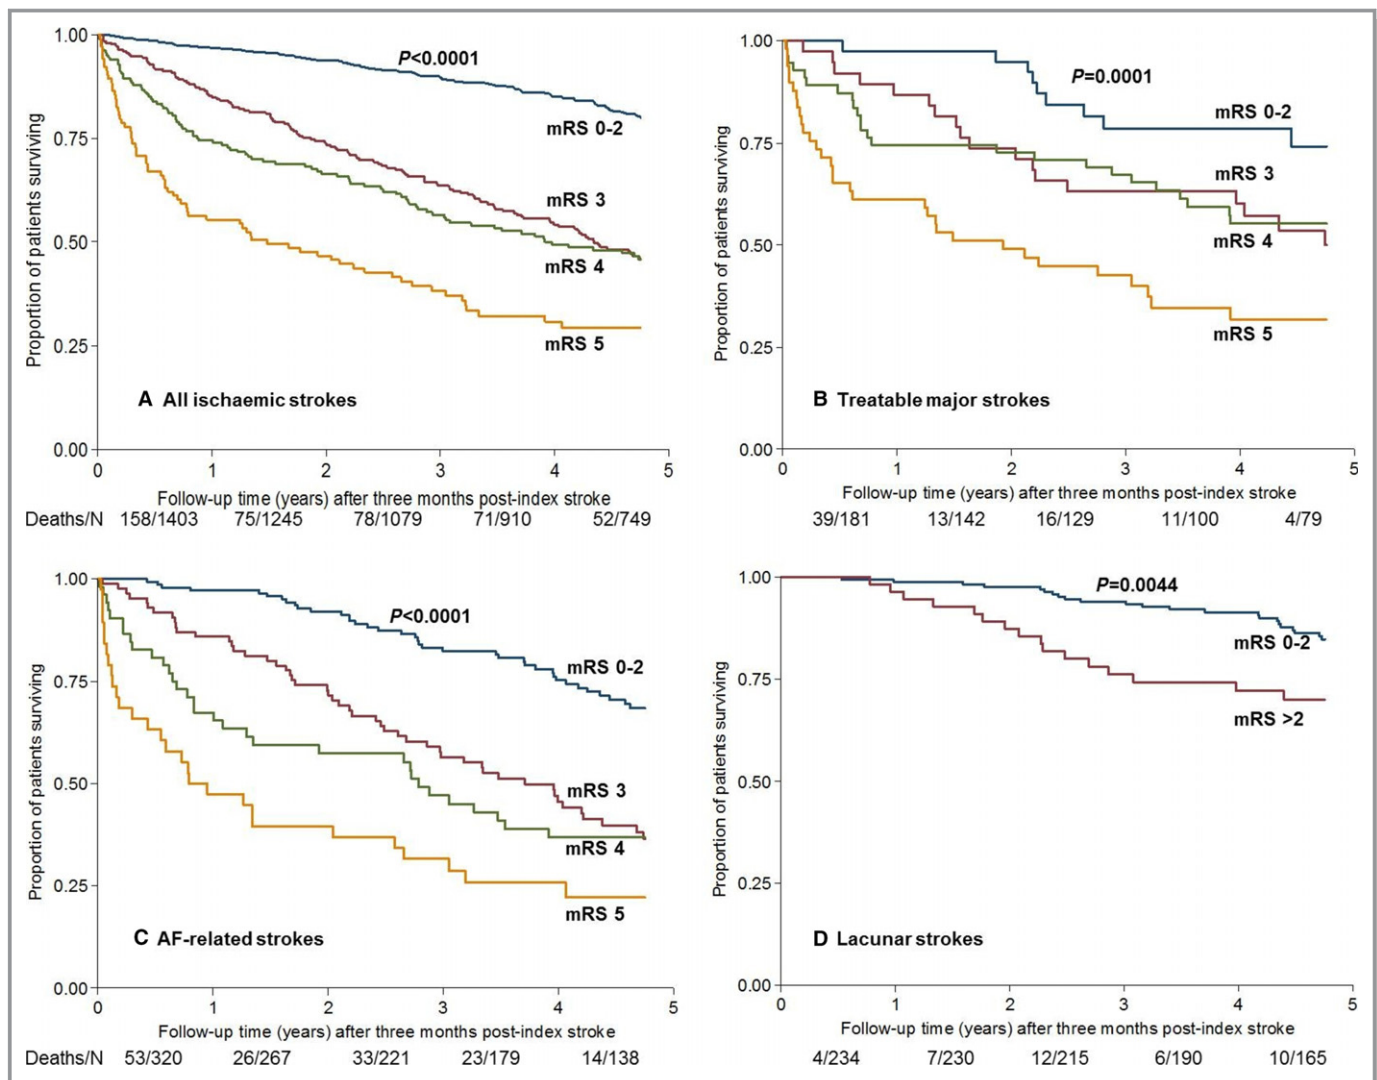 1.00
0.75
0.50
0.25
0.00
Proportion of patients surviving
P<0.0001
mRS 0-2
mRS 3
mRS 4
mRS 5
A All ischaemic strokes
0 1 2 3 4 5
Follow-up time (years) after three months post-index stroke
Deaths/N 158/1403 75/1245 78/1079 71/910 52/749
1.00
0.75
0.50
0.25
0.00
Proportion of patients surviving
P=0.0001
mRS 0-2
mRS 3
mRS 4
mRS 5
B Treatable major strokes
0 1 2 3 4 5
Follow-up time (years) after three months post-index stroke
39/181 13/142 16/129 11/100 4/79
1.00
0.75
0.50
0.25
0.00
Proportion of patients surviving
P<0.0001
mRS 0-2
mRS 3
mRS 4
mRS 5
C AF-related strokes
0 1 2 3 4 5
Follow-up time (years) after three months post-index stroke
Deaths/N 53/320 26/267 33/221 23/179 14/138
1.00
0.75
0.50
0.25
0.00
Proportion of patients surviving
P=0.0044
mRS 0-2
mRS >2
D Lacunar strokes
0 1 2 3 4 5
Follow-up time (years) after three months post-index stroke
4/234 7/230 12/215 6/190 10/165